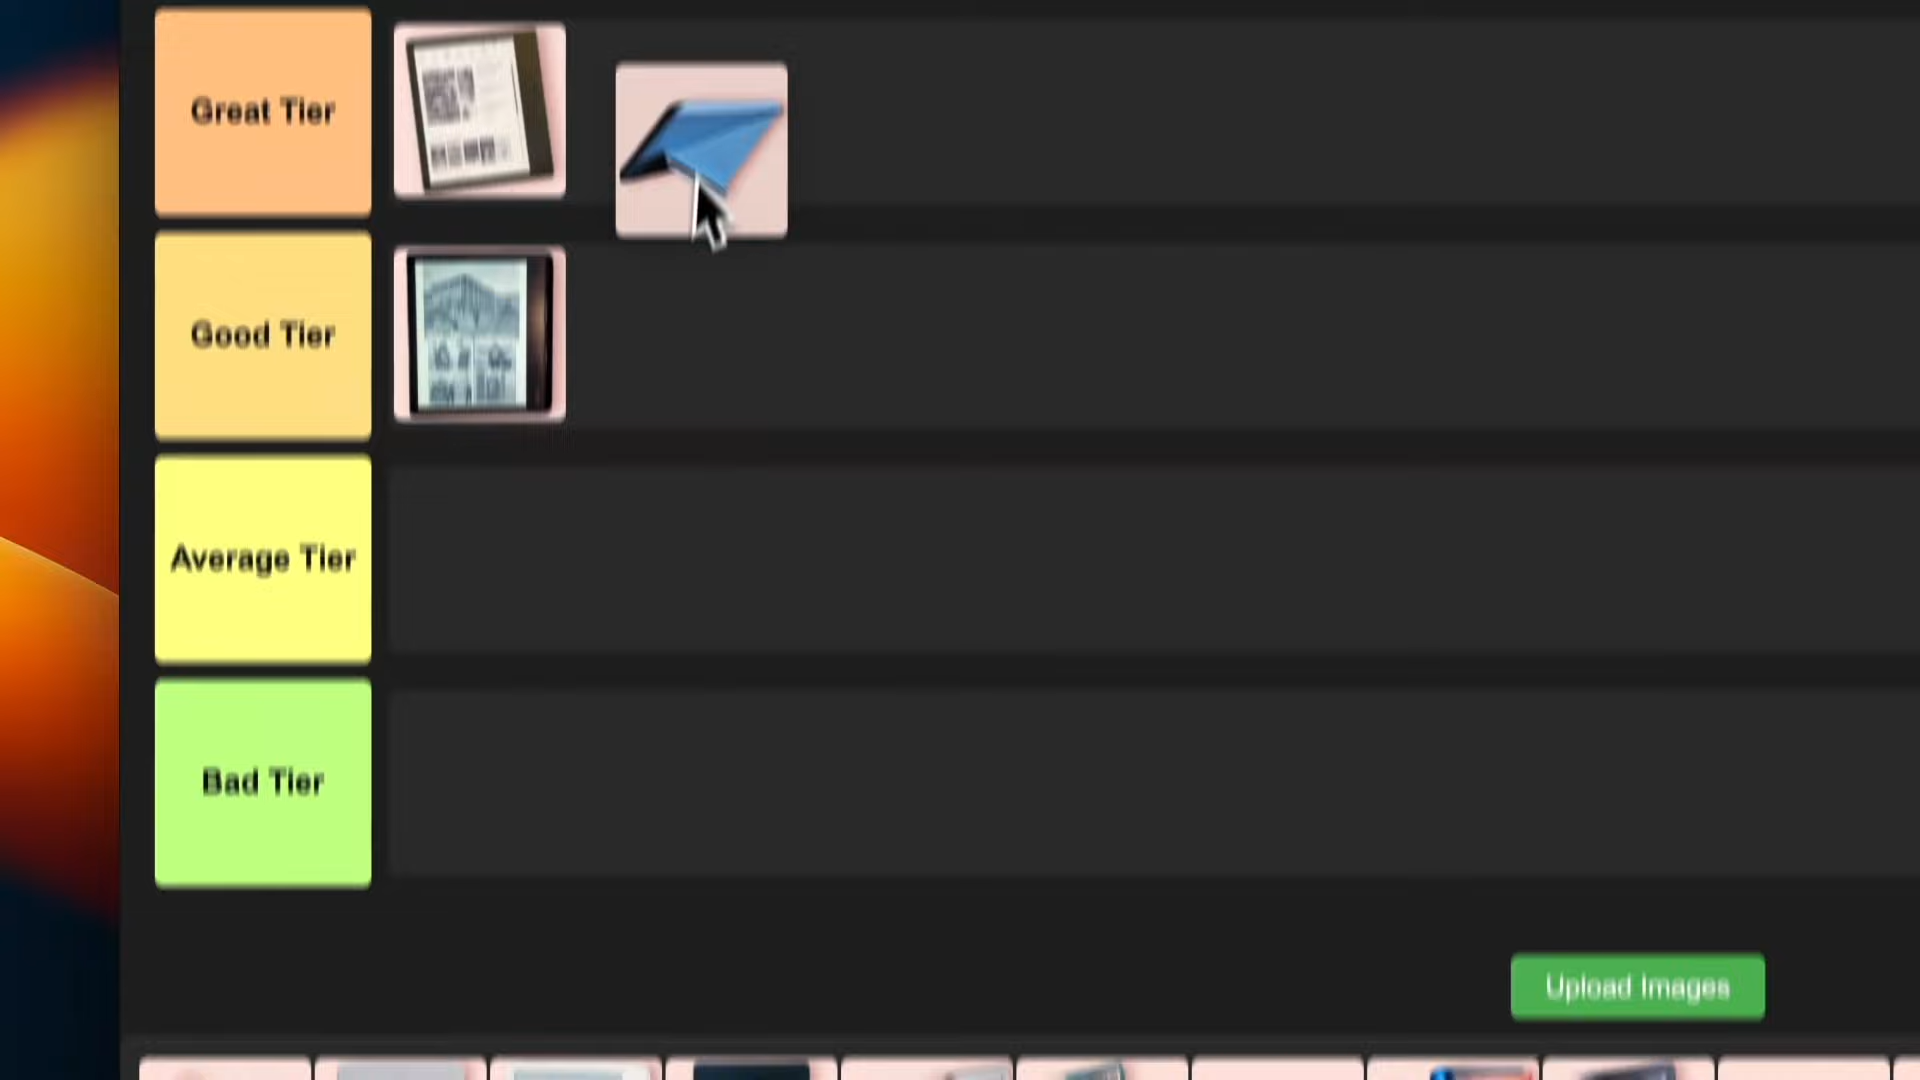 Great Tier
Good Tier
Average Tier
Bad Tier
Upload Images